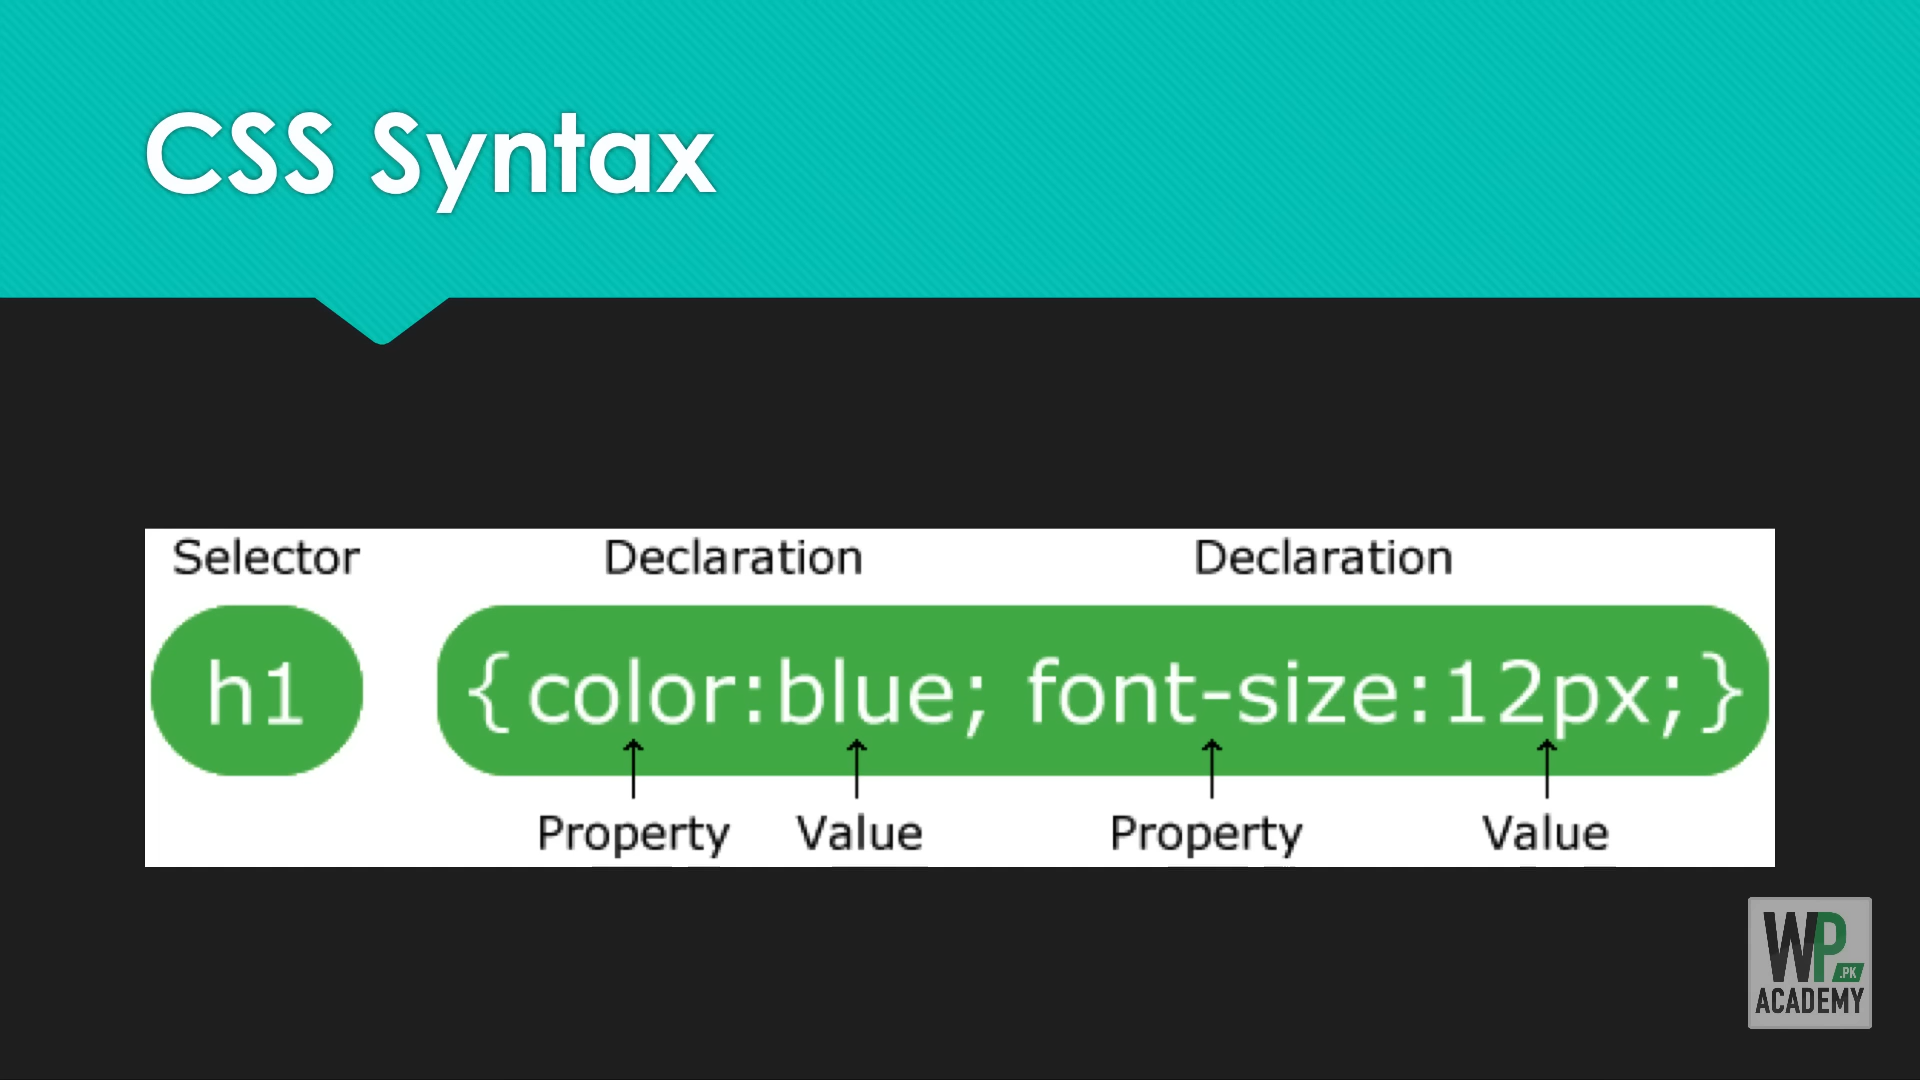 CSS Syntax
Selector Declaration Declaration
h1 {color:blue; font-size:12px;}
Property Value Property Value
WP.PK
ACADEMY